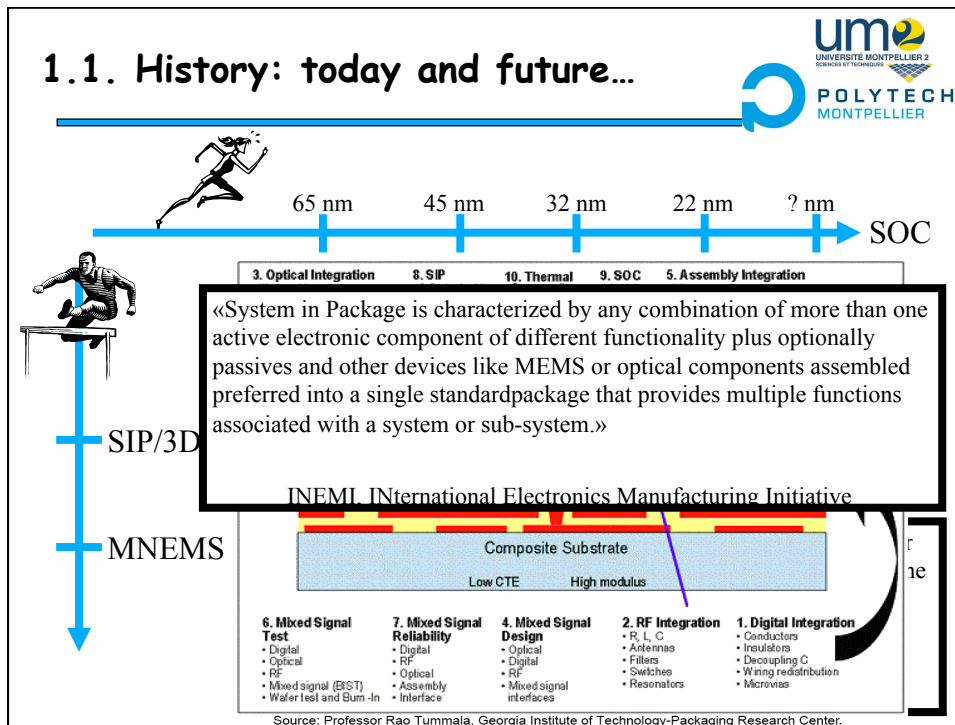 1.1. History: today and future…
um2
UNIVERSITÉ MONTPELLIER 2
SCIENCES ET TECHNIQUES
POLYTECH
MONTPELLIER
65 nm 45 nm 32 nm 22 nm ? nm
SOC
3. Optical Integration 8. SIP 10. Thermal 9. SOC 5. Assembly Integration
«System in Package is characterized by any combination of more than one
active electronic component of different functionality plus optionally
passives and other devices like MEMS or optical components assembled
preferred into a single standardpackage that provides multiple functions
associated with a system or sub-system.»
INEMI, INternational Electronics Manufacturing Initiative
SIP/3D
MNEMS
Composite Substrate
Low CTE High modulus
6. Mixed Signal
Test
• Digital
• Optical
• RF
• Mixed signal (BIST)
• Wafer test and Burn-In
7. Mixed Signal
Reliability
• Digital
• RF
• Optical
• Assembly
• Interface
4. Mixed Signal
Design
• Optical
• Digital
• RF
• Mixed signal
interfaces
2. RF Integration
• R, L, C
• Antennas
• Filters
• Switches
• Resonators
1. Digital Integration
• Conductors
• Insulators
• Decoupling C
• Wiring redistribution
• Microvias
Source: Professor Rao Tummala, Georgia Institute of Technology-Packaging Research Center.